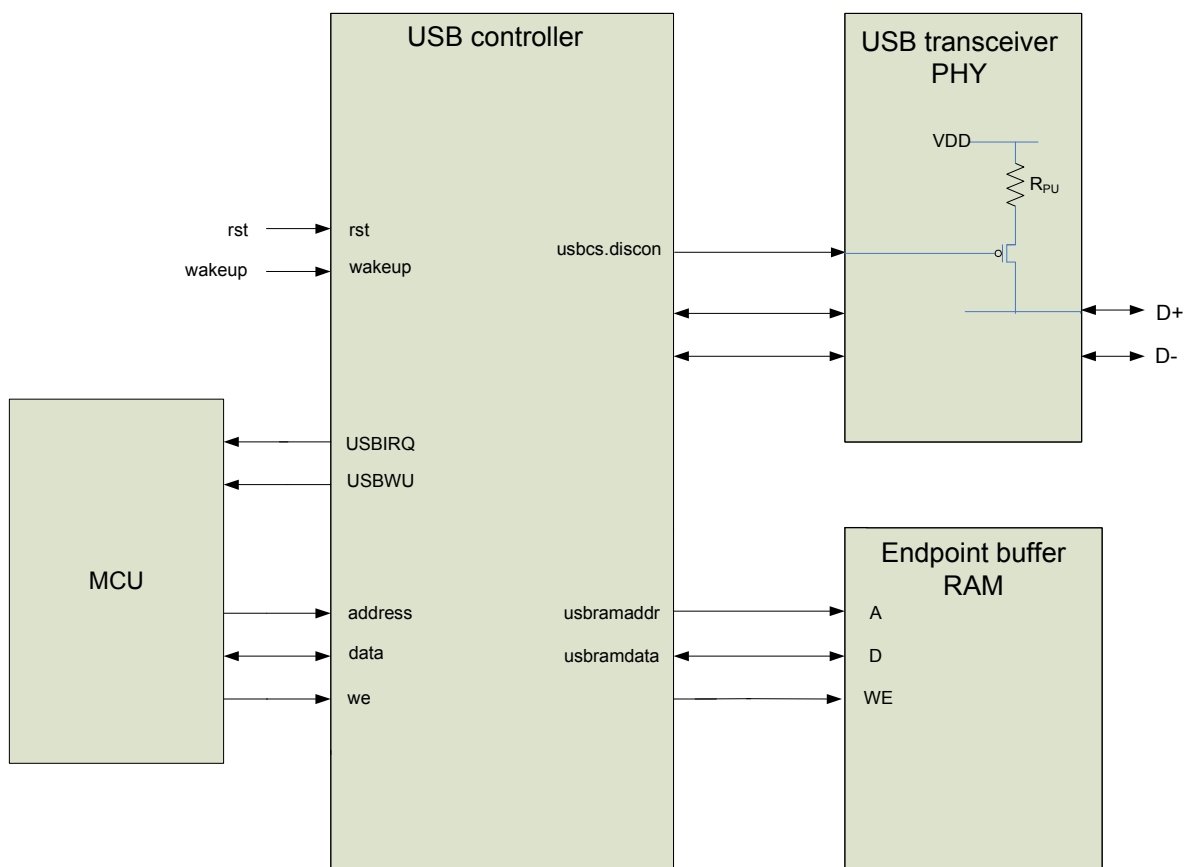 USB controller
USB transceiver
PHY
VDD
RPU
rst
rst
usbcs.discon
wakeup
wakeup
D+
D-
USBIRQ
USBWU
MCU
Endpoint buffer
RAM
address
usbramaddr
A
data
usbramdata
D
we
WE